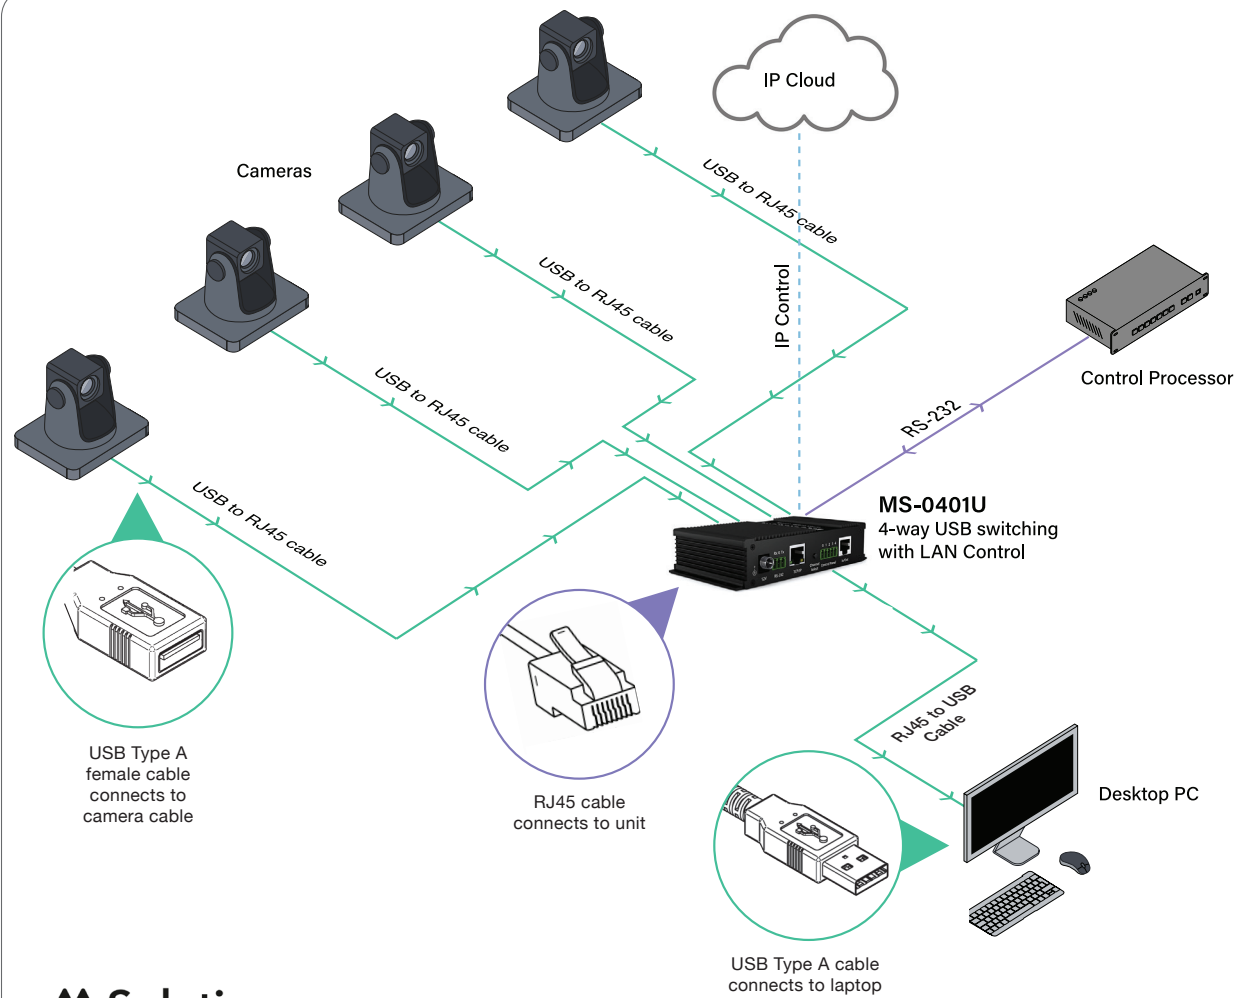 IP Cloud
Cameras
USB to RJ45 cable
USB to RJ45 cable
USB to RJ45 cable
USB to RJ45 cable
IP Control
RS-232
Control Processor
MS-0401U
4-way USB switching
with LAN Control
RJ45 to USB
Cable
Desktop PC
USB Type A
female cable
connects to
camera cable
RJ45 cable
connects to unit
USB Type A cable
connects to laptop